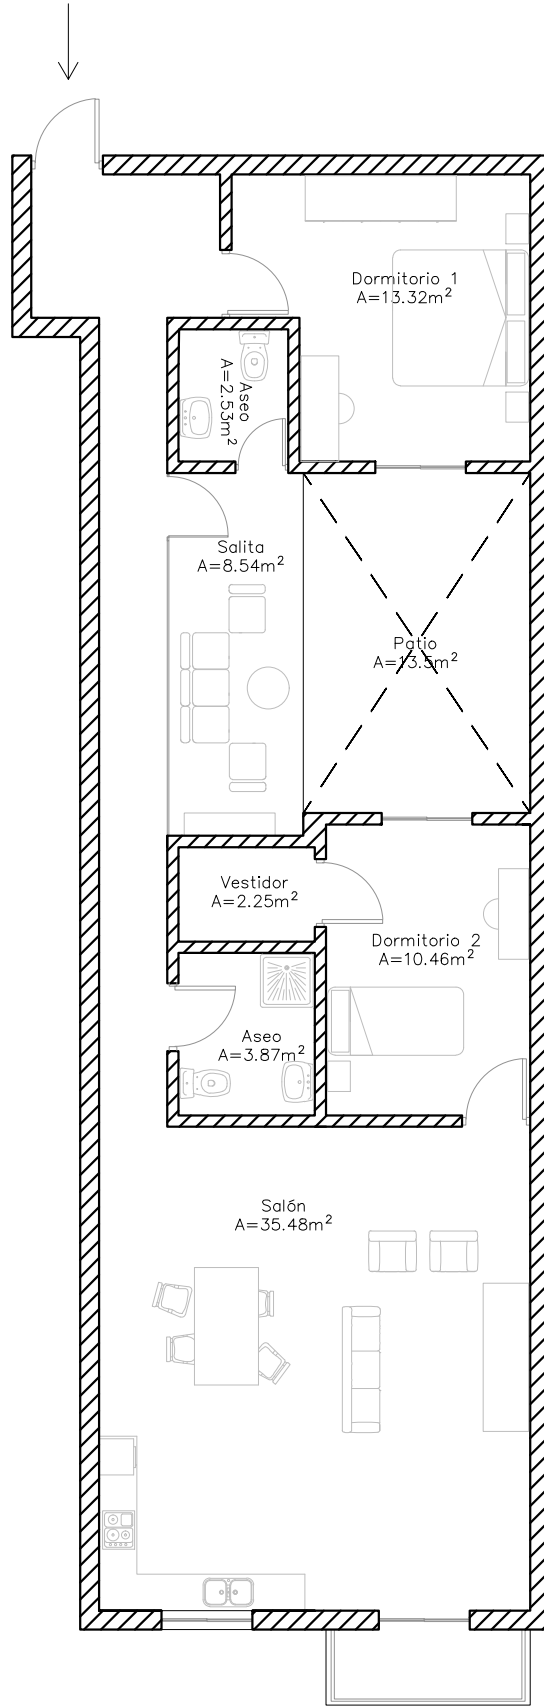 Dormitorio 1
A=13.32m²
Aseo
A=2.53m²
Salita
A=8.54m²
Patio
A=13.5m²
Vestidor
A=2.25m²
Dormitorio 2
A=10.46m²
Aseo
A=3.87m²
Salón
A=35.48m²